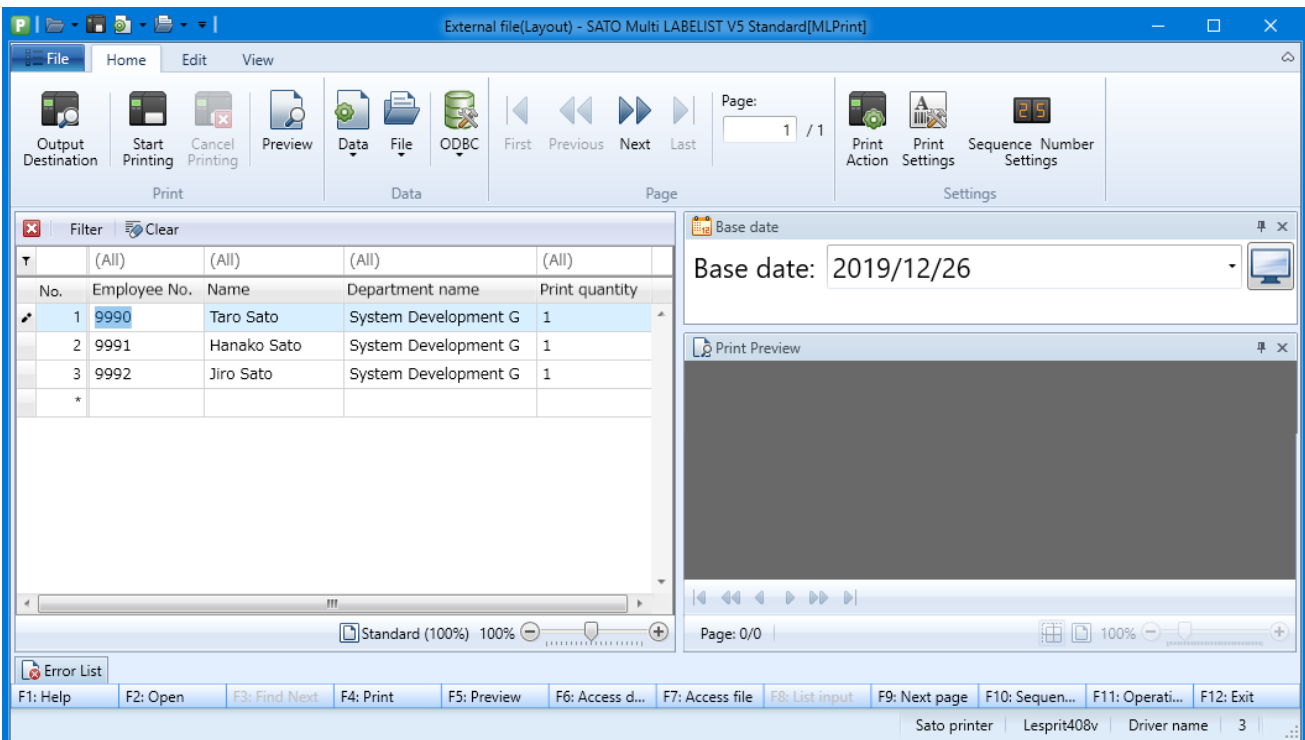 P External file(Layout) - SATO Multi LABELIST V5 Standard[MLPrint]
File Home Edit View
Output Destination Start Printing Cancel Printing Preview Data File ODBC First Previous Next Last Page: 1 / 1 Print Action Print Settings Sequence Number Settings
Print Data Page Settings
Filter Clear
(All) (All) (All) (All)
No. Employee No. Name Department name Print quantity
1 9990 Taro Sato System Development G 1
2 9991 Hanako Sato System Development G 1
3 9992 Jiro Sato System Development G 1
*
Standard (100%) 100%
Base date
Base date: 2019/12/26
Print Preview
Page: 0/0 100%
Error List
F1: Help F2: Open F3: Find Next F4: Print F5: Preview F6: Access d... F7: Access file F8: List input F9: Next page F10: Sequen... F11: Operati... F12: Exit
Sato printer Lesprit408v Driver name 3